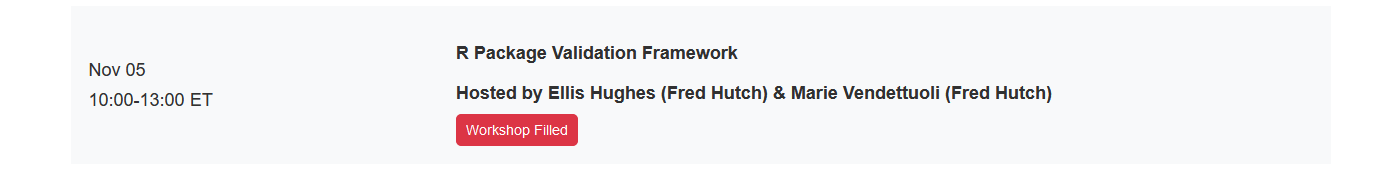 Nov 05
10:00-13:00 ET
R Package Validation Framework
Hosted by Ellis Hughes (Fred Hutch) & Marie Vendettuoli (Fred Hutch)
Workshop Filled